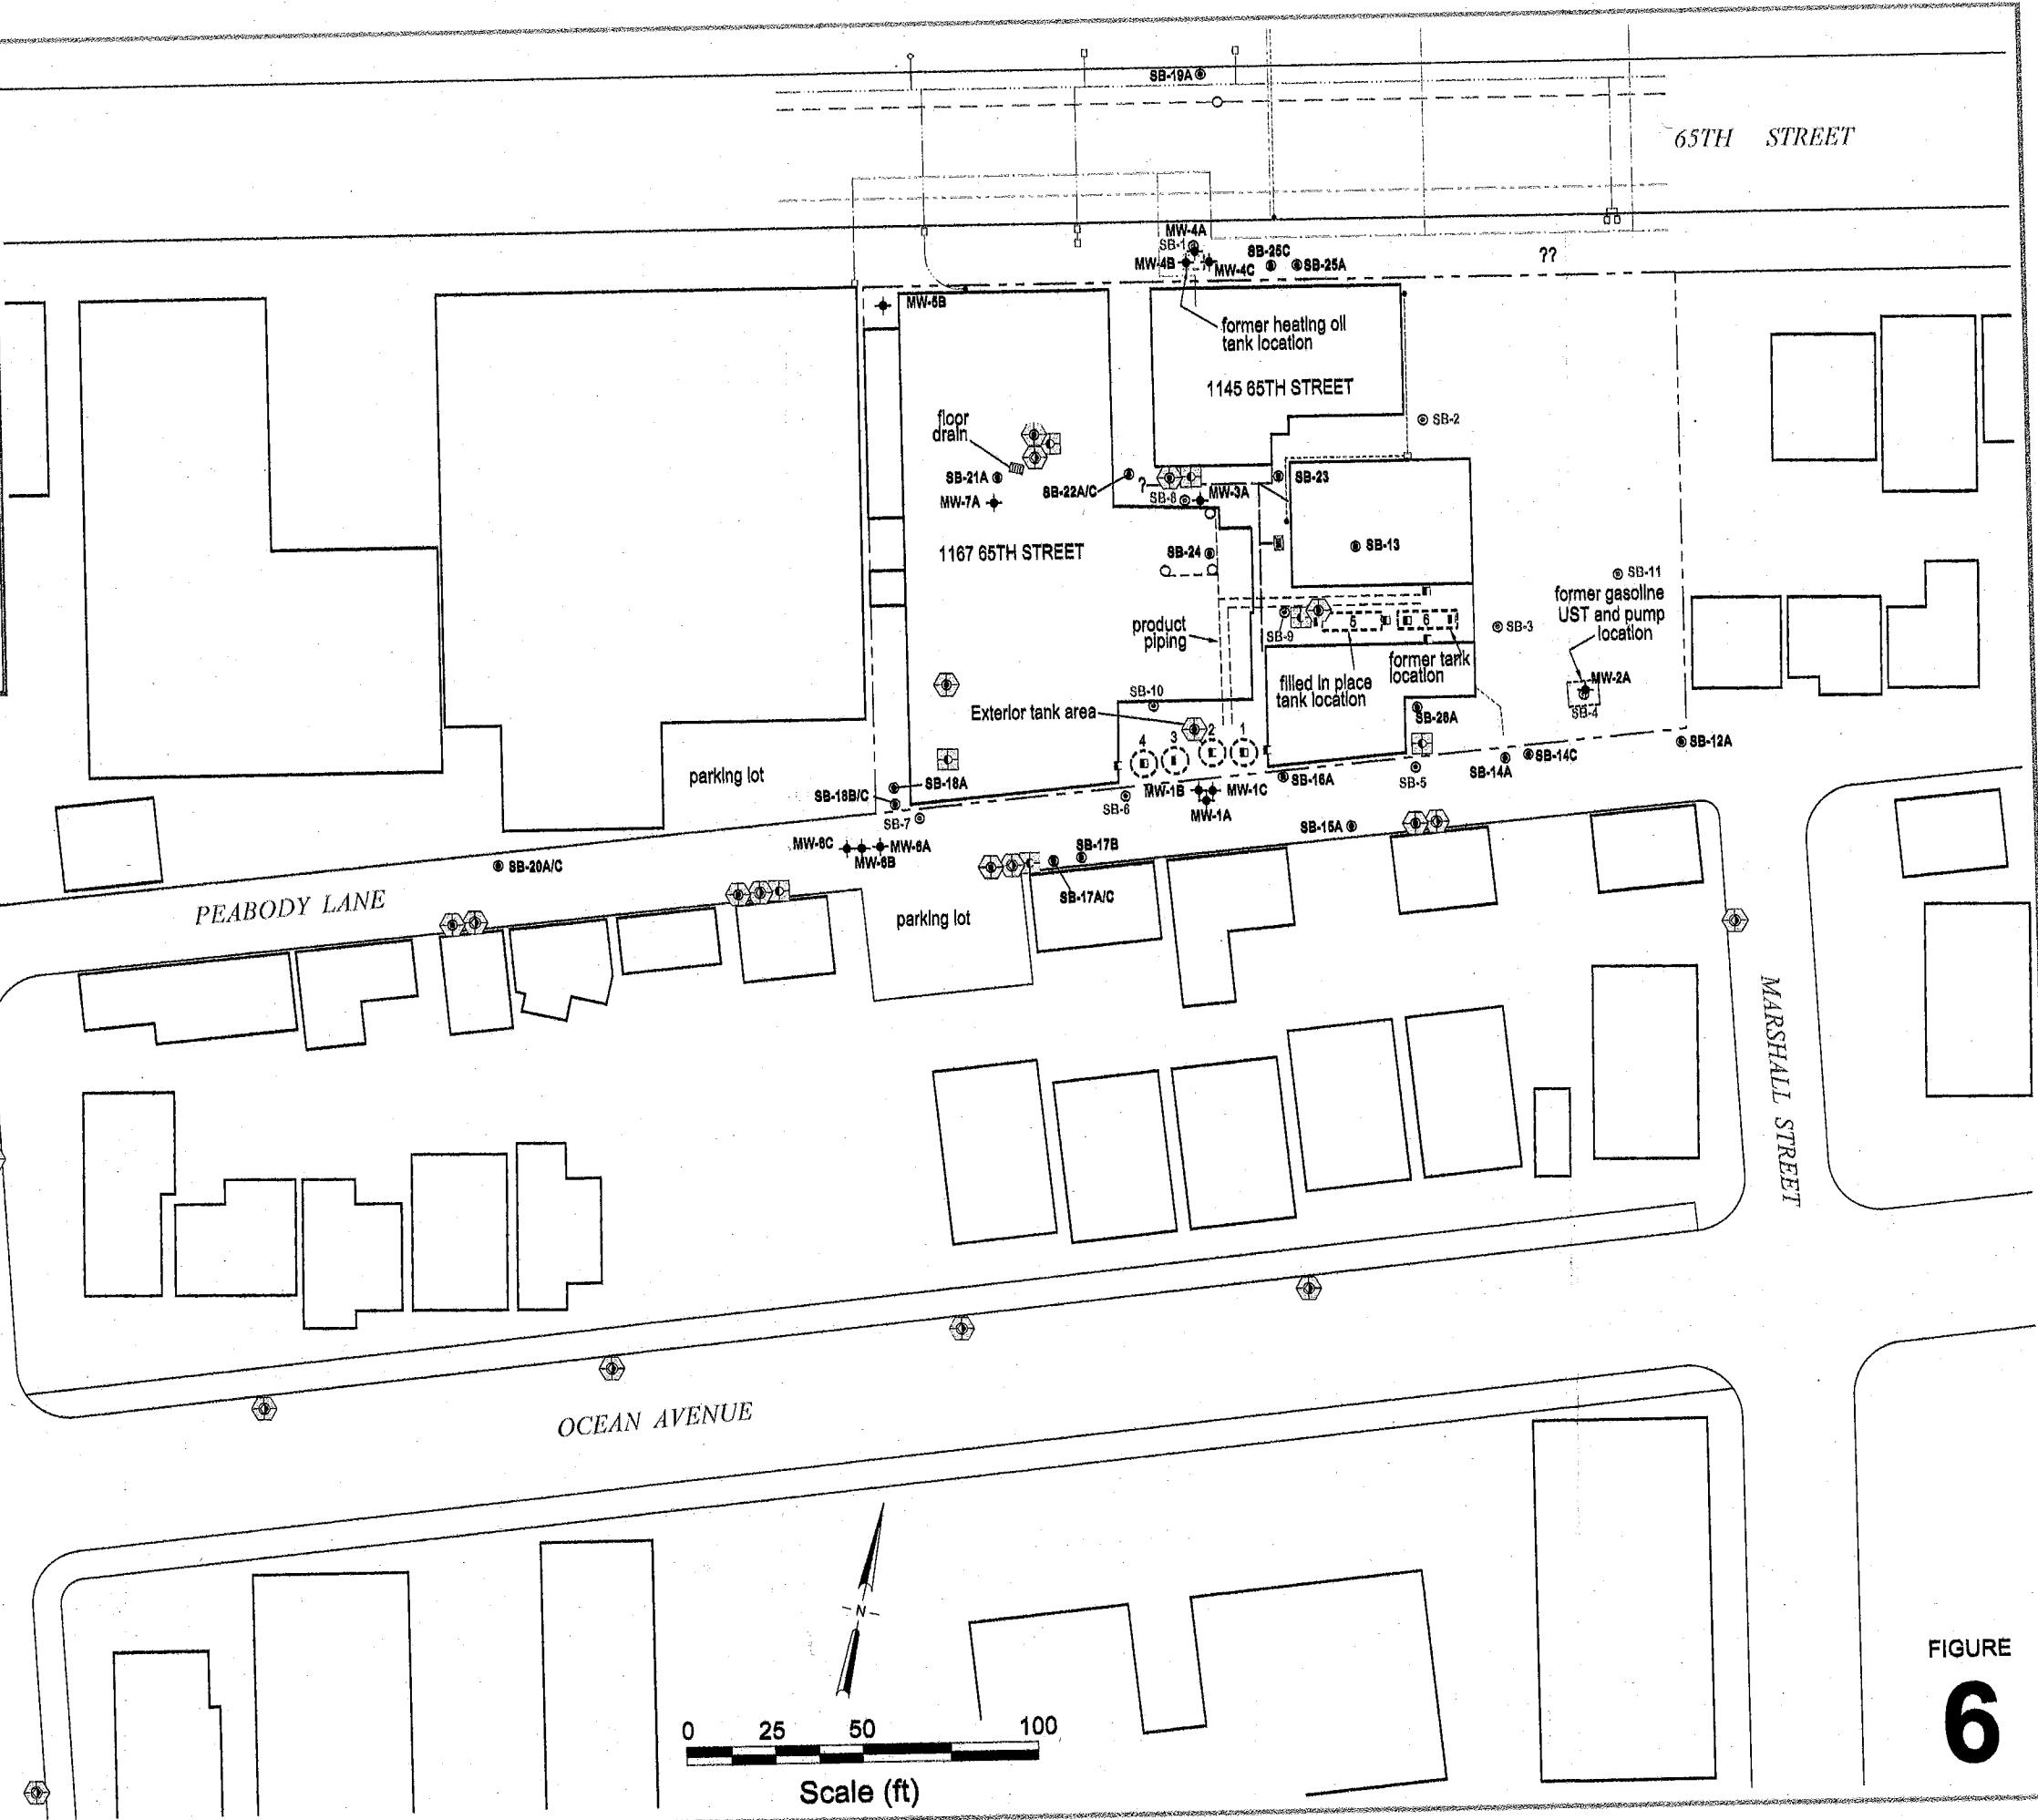 SB-19A
65TH STREET
MW-4A
SB-1
MW-4B
MW-4C
SB-25C
SB-25A
??
MW-5B
former heating oil
tank location
1145 65TH STREET
floor
drain
SB-2
SB-21A
SB-22A/C
?
SB-8
MW-3A
SB-23
MW-7A
1167 65TH STREET
SB-24
SB-13
SB-11
former gasoline
UST and pump
location
product
piping
SB-9
5
6
SB-3
former tank
location
filled in place
tank location
MW-2A
SB-4
SB-10
Exterior tank area
4
3
2
1
SB-26A
SB-12A
parking lot
SB-18A
SB-18B/C
SB-7
SB-6
MW-1B
MW-1C
MW-1A
SB-16A
SB-5
SB-14A
SB-14C
SB-15A
MW-6C
MW-6A
MW-6B
SB-17B
SB-20A/C
SB-17A/C
PEABODY LANE
parking lot
MARSHALL STREET
OCEAN AVENUE
N
0 25 50 100
Scale (ft)
FIGURE
6